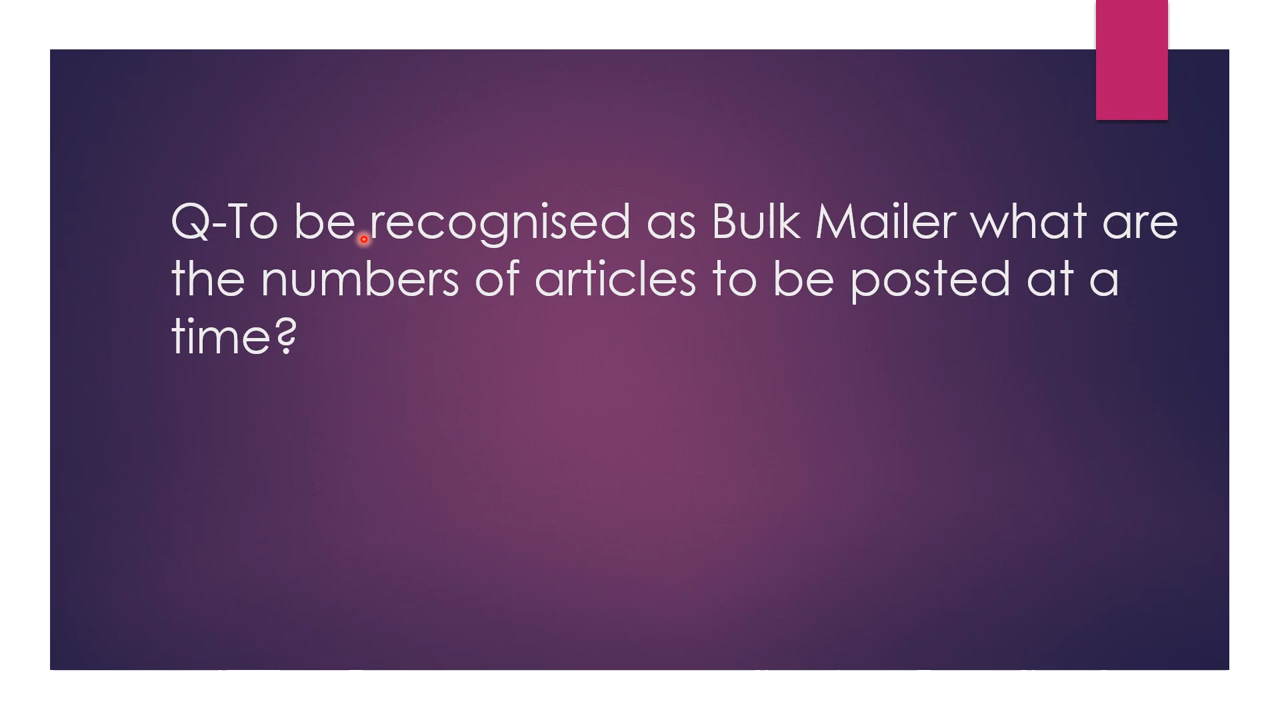 Q-To be recognised as Bulk Mailer what are
the numbers of articles to be posted at a
time?